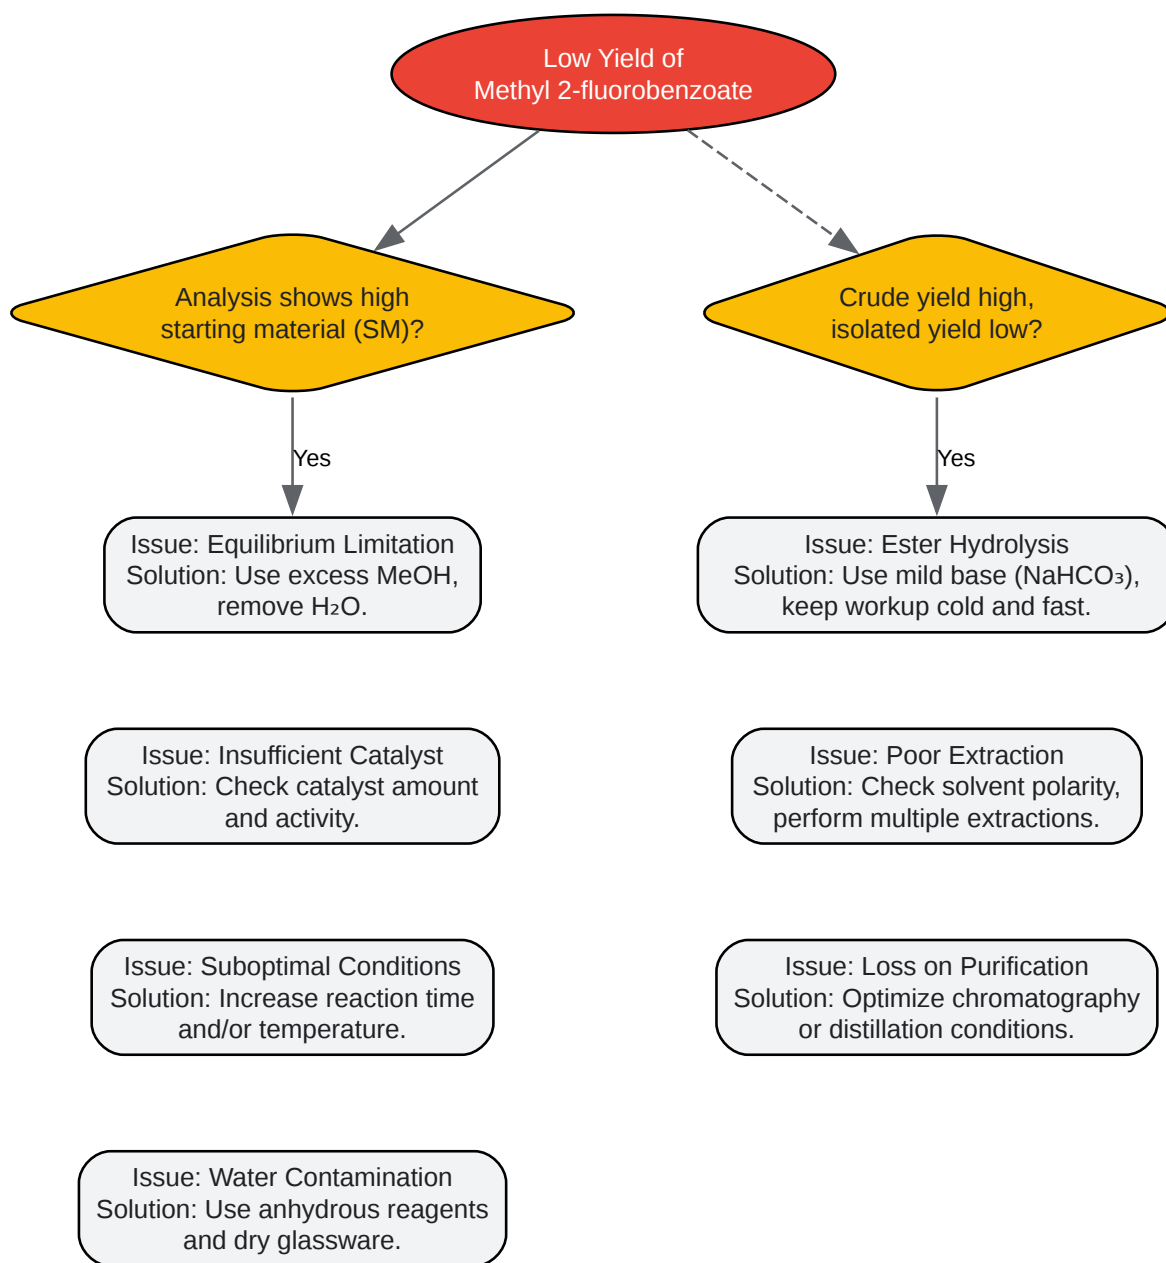 Low Yield of
Methyl 2-fluorobenzoate
Analysis shows high
starting material (SM)?
Crude yield high,
isolated yield low?
Yes
Yes
Issue: Equilibrium Limitation
Solution: Use excess MeOH,
remove H₂O.
Issue: Ester Hydrolysis
Solution: Use mild base (NaHCO₃),
keep workup cold and fast.
Issue: Insufficient Catalyst
Solution: Check catalyst amount
and activity.
Issue: Poor Extraction
Solution: Check solvent polarity,
perform multiple extractions.
Issue: Suboptimal Conditions
Solution: Increase reaction time
and/or temperature.
Issue: Loss on Purification
Solution: Optimize chromatography
or distillation conditions.
Issue: Water Contamination
Solution: Use anhydrous reagents
and dry glassware.